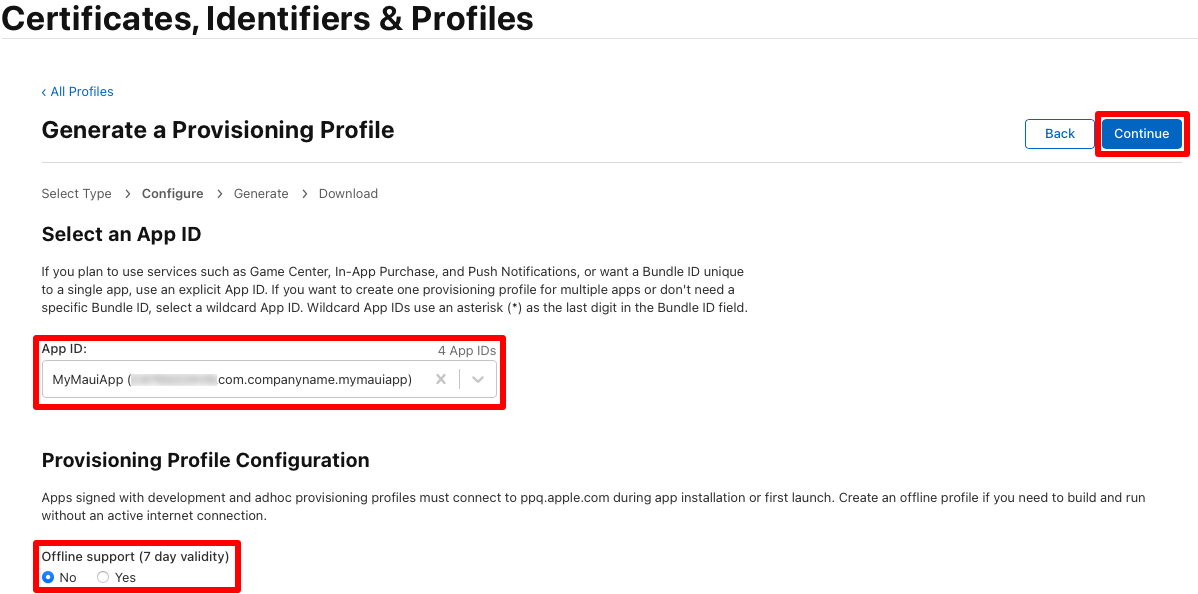 Certificates, Identifiers & Profiles
‹ All Profiles
Generate a Provisioning Profile
Back
Continue
Select Type > Configure > Generate > Download
Select an App ID
If you plan to use services such as Game Center, In-App Purchase, and Push Notifications, or want a Bundle ID unique
to a single app, use an explicit App ID. If you want to create one provisioning profile for multiple apps or don't need a
specific Bundle ID, select a wildcard App ID. Wildcard App IDs use an asterisk (*) as the last digit in the Bundle ID field.
App ID:
4 App IDs
MyMauiApp (com.companyname.mymauiapp)
Provisioning Profile Configuration
Apps signed with development and adhoc provisioning profiles must connect to ppq.apple.com during app installation or first launch. Create an offline profile if you need to build and run
without an active internet connection.
Offline support (7 day validity)
No Yes